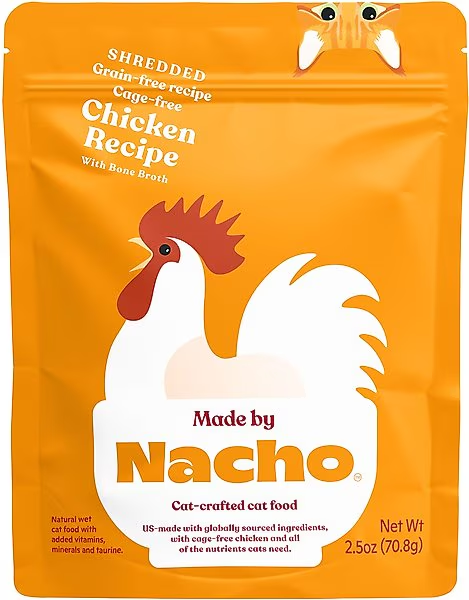 SHREDDED
Grain-free recipe
Cage-free
Chicken
Recipe
With Bone Broth
Made by
Nacho
Cat-crafted cat food
US-made with globally sourced ingredients,
with cage-free chicken and all
of the nutrients cats need.
Natural wet
cat food with
added vitamins,
minerals and taurine.
Net Wt
2.5oz (70.8g)